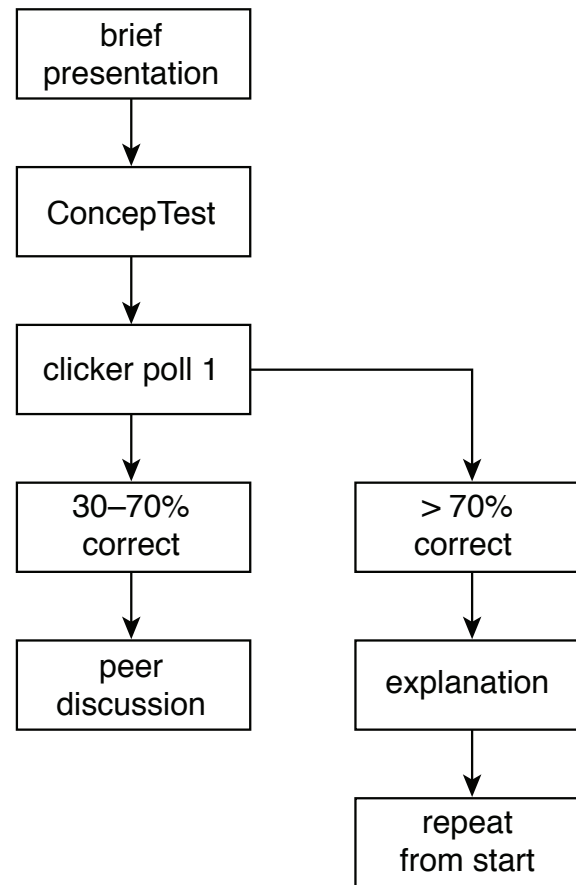 brief
presentation
ConcepTest
clicker poll 1
30–70%
correct
> 70%
correct
peer
discussion
explanation
repeat
from start